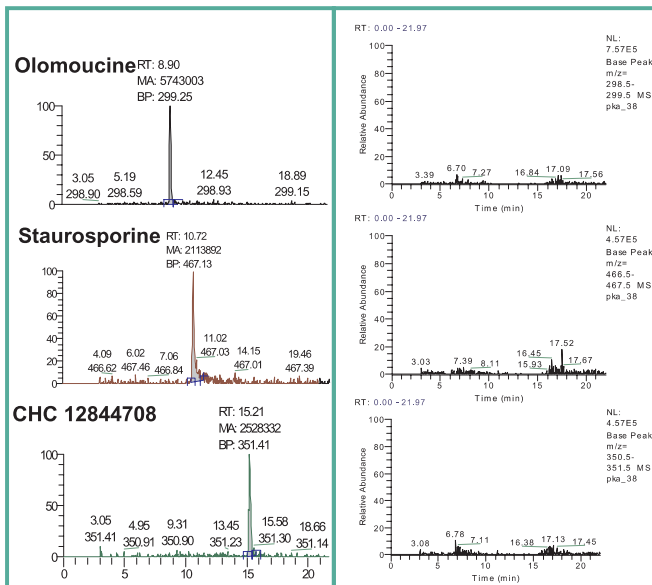 Olomoucine
RT: 8.90
MA: 5743003
BP: 299.25
100
50
0
3.05
298.90
5.19
298.59
12.45
298.93
18.89
299.15
Staurosporine
RT: 10.72
MA: 2113892
BP: 467.13
100
80
60
40
20
0
4.09
466.62
6.02
467.46
7.06
466.84
11.02
467.03
14.15
467.01
19.46
467.39
CHC 12844708
RT: 15.21
MA: 2528332
BP: 351.41
100
50
0
3.05
351.41
4.95
350.91
9.31
350.90
13.45
351.23
15.58
351.30
18.66
351.14
0 5 10 15 20
RT: 0.00 - 21.97
NL:
7.57E5
Base Peak
m/z=
298.5-
299.5 MS
pka_38
Relative Abundance
100
80
60
40
20
0
3.39 6.70 7.27 16.84 17.09 17.56
0 5 10 15 20
Time (min)
RT: 0.00 - 21.97
NL:
4.57E5
Base Peak
m/z=
466.5-
467.5 MS
pka_38
Relative Abundance
100
80
60
40
20
0
3.03 7.39 8.11 15.93 16.45 17.52 17.67
0 5 10 15 20
Time (min)
RT: 0.00 - 21.97
NL:
4.57E5
Base Peak
m/z=
350.5-
351.5 MS
pka_38
Relative Abundance
100
80
60
40
20
0
3.08 6.78 7.11 16.38 17.13 17.45
0 5 10 15 20
Time (min)